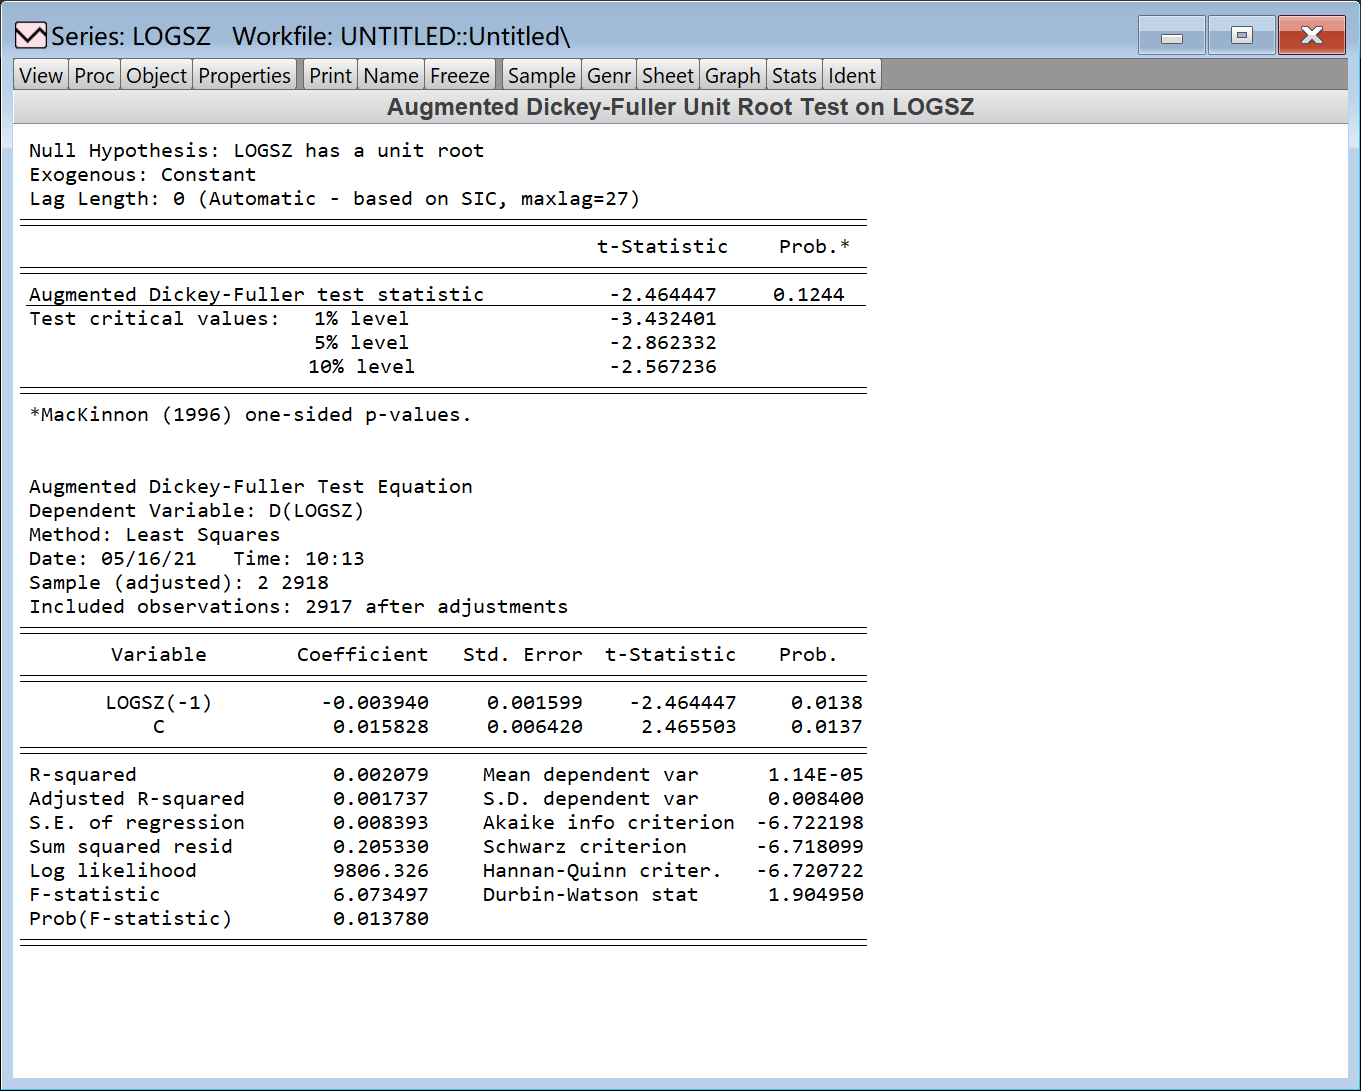 Series: LOGSZ   Workfile: UNTITLED::Untitled\
View Proc Object Properties Print Name Freeze Sample Genr Sheet Graph Stats Ident
Augmented Dickey-Fuller Unit Root Test on LOGSZ
Null Hypothesis: LOGSZ has a unit root
Exogenous: Constant
Lag Length: 0 (Automatic - based on SIC, maxlag=27)
t-Statistic   Prob.*
Augmented Dickey-Fuller test statistic   -2.464447   0.1244
Test critical values:   1% level   -3.432401
5% level   -2.862332
10% level   -2.567236
*MacKinnon (1996) one-sided p-values.
Augmented Dickey-Fuller Test Equation
Dependent Variable: D(LOGSZ)
Method: Least Squares
Date: 05/16/21   Time: 10:13
Sample (adjusted): 2 2918
Included observations: 2917 after adjustments
Variable   Coefficient   Std. Error   t-Statistic   Prob.
LOGSZ(-1)   -0.003940   0.001599   -2.464447   0.0138
C   0.015828   0.006420   2.465503   0.0137
R-squared   0.002079   Mean dependent var   1.14E-05
Adjusted R-squared   0.001737   S.D. dependent var   0.008400
S.E. of regression   0.008393   Akaike info criterion   -6.722198
Sum squared resid   0.205330   Schwarz criterion   -6.718099
Log likelihood   9806.326   Hannan-Quinn criter.   -6.720722
F-statistic   6.073497   Durbin-Watson stat   1.904950
Prob(F-statistic)   0.013780